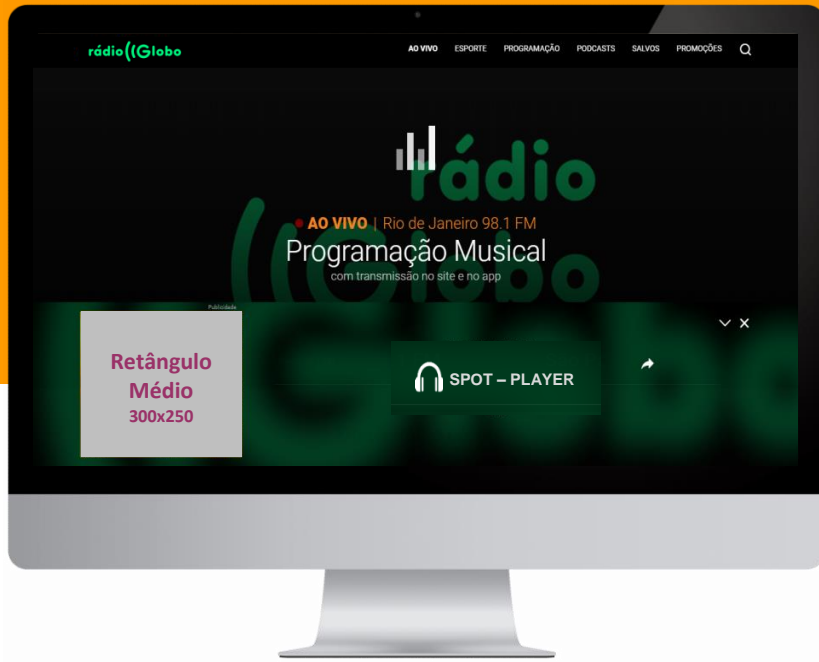 rádio((Globo
AO VIVO ESPORTE PROGRAMAÇÃO PODCASTS SALVOS PROMOÇÕES
rádio
((Globo
AO VIVO | Rio de Janeiro 98.1 FM
Programação Musical
com transmissão no site e no app
Publicidade
Retângulo
Médio
300x250
SPOT – PLAYER
Globo